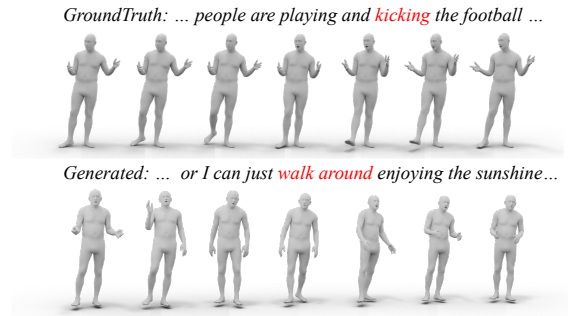 GroundTruth: … people are playing and kicking the football …
Generated: … or I can just walk around enjoying the sunshine…